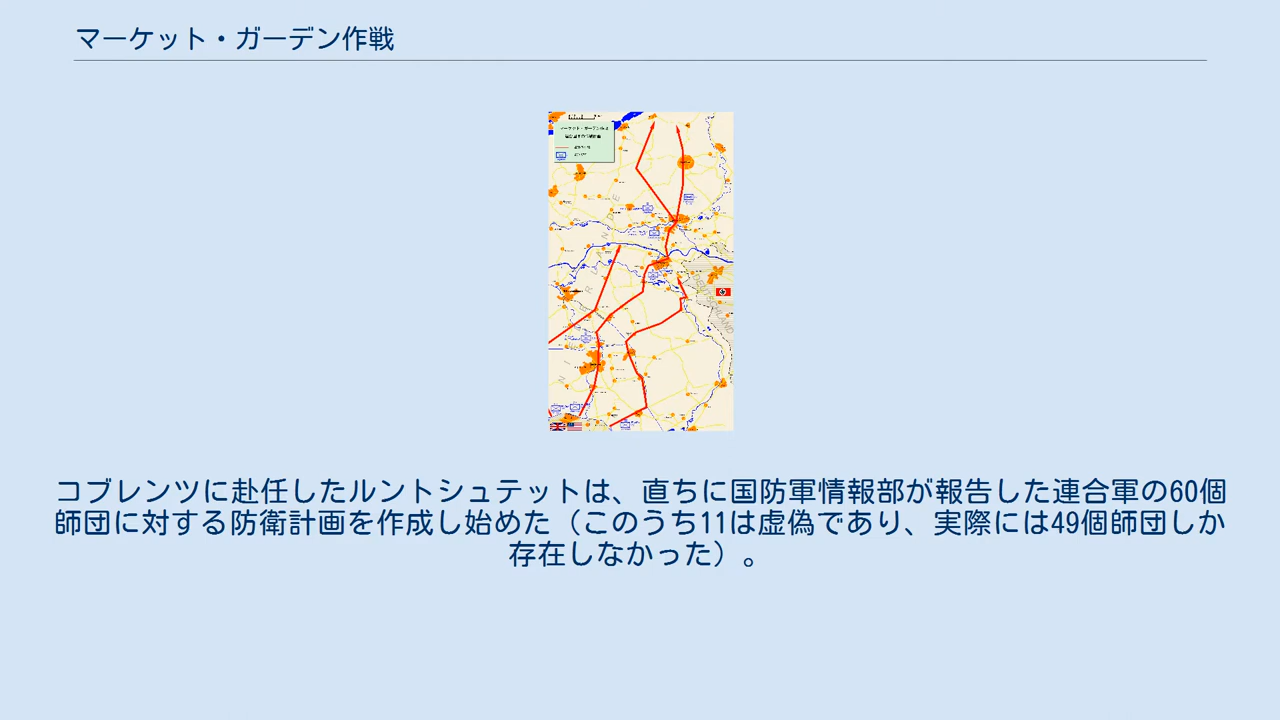 マーケット・ガーデン作戦
コブレンツに赴任したルントシュテットは、直ちに国防軍情報部が報告した連合軍の60個
師団に対する防衛計画を作成し始めた（このうち11は虚偽であり、実際には49個師団しか
存在しなかった）。